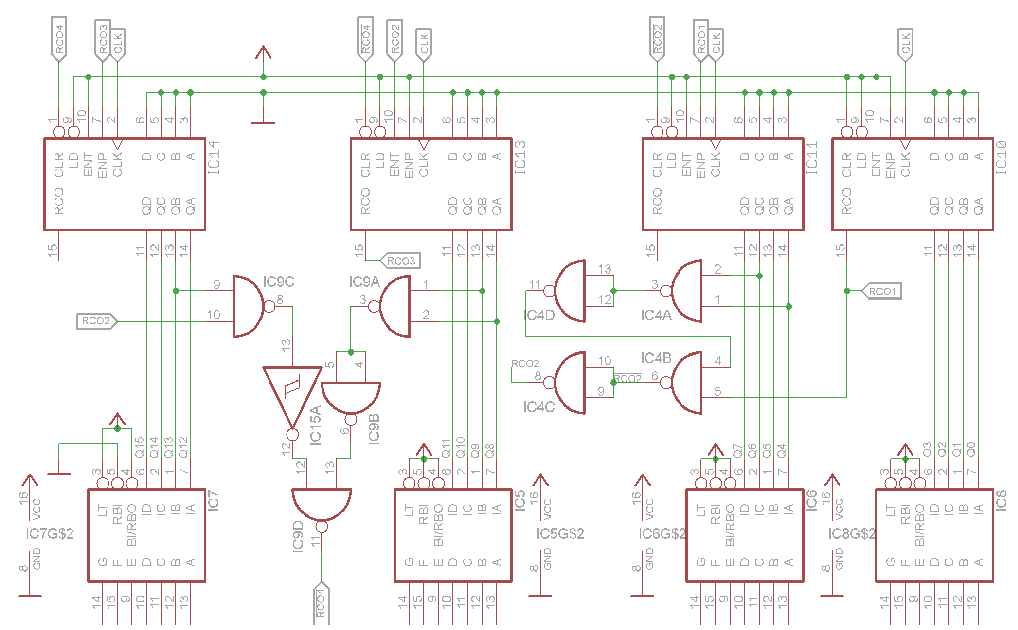 RCO4 RCO3 CLK RCO4 RCO2 CLK RCO2 RCO1 CLK CLK
1 9 10 7 2 6 5 4 3
CLR LD ENT ENP CLK D C B A
RCO QD QC QB QA
IC14
15 11 12 13 14
1 9 10 7 2 6 5 4 3
CLR LD ENT ENP CLK D C B A
RCO QD QC QB QA
IC13
15 11 12 13 14
1 9 10 7 2 6 5 4 3
CLR LD ENT ENP CLK D C B A
RCO QD QC QB QA
IC11
15 11 12 13 14
1 9 10 7 2 6 5 4 3
CLR LD ENT ENP CLK D C B A
RCO QD QC QB QA
IC10
15 11 12 13 14
RCO3
IC9C
9 8
10
RCO2
IC9A
3 1
2
11 13
12
IC4D
3 2
1
IC4A
RCO1
13
IC15A
12
5 4
IC9B
6
RCO2
8 10
9
IC4C
RCO2
IC4B
6 4
5
12 13
IC9D
11
RCO4
Q15 Q14 Q13 Q12
3 5 4 6 2 1 7
LT RBI BI/RBO ID IC IB IA
G F E D C B A
IC7
14 15 9 10 11 12 13
16 VCC
IC7G$2
8 GND
Q11 Q10 Q9 Q8
3 5 4 6 2 1 7
LT RBI BI/RBO ID IC IB IA
G F E D C B A
IC5
14 15 9 10 11 12 13
16 VCC
IC5G$2
8 GND
Q7 Q6 Q5 Q4
3 5 4 6 2 1 7
LT RBI BI/RBO ID IC IB IA
G F E D C B A
IC6
14 15 9 10 11 12 13
16 VCC
IC6G$2
8 GND
Q3 Q2 Q1 Q0
3 5 4 6 2 1 7
LT RBI BI/RBO ID IC IB IA
G F E D C B A
IC8
14 15 9 10 11 12 13
16 VCC
IC8G$2
8 GND